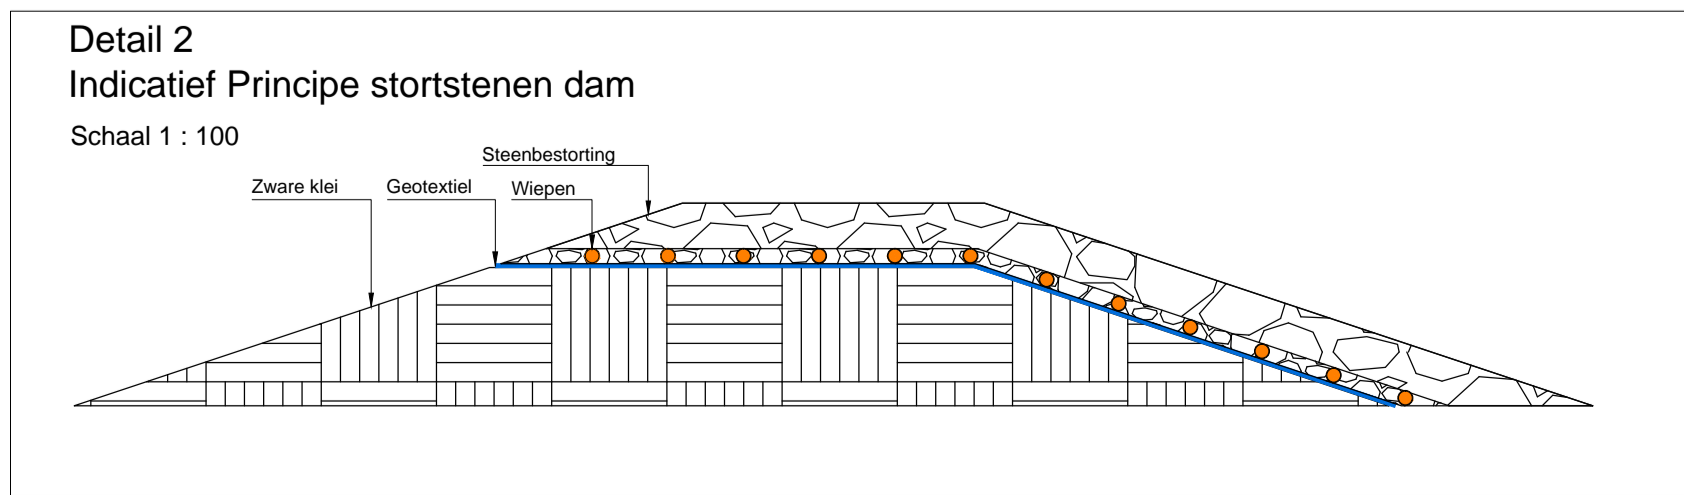 Detail 2
Indicatief Principe stortstenen dam
Schaal 1 : 100
Steenbestorting
Zware klei
Geotextiel
Wiepen